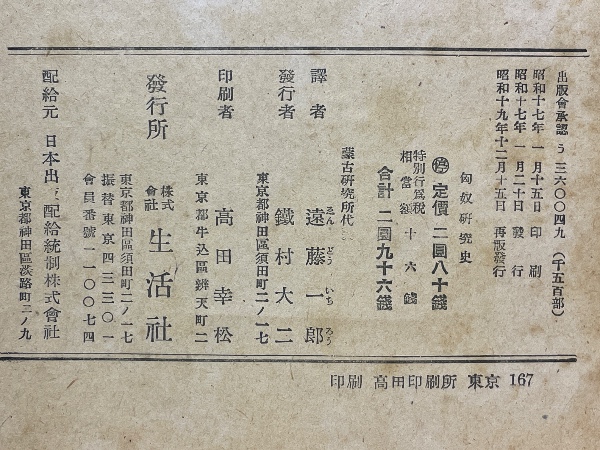 出版會承認 う 三六〇〇四九 (千五百部)
昭和十七年 一月十五日 印刷
昭和十七年 一月二十日 發行
昭和十九年十二月十五日 再版發行
匈奴研究史
㊞定價 二圓八十錢
特別行爲税相當額 十六錢
合計 二圓九十六錢
蒙古研究所代
譯者 遠藤一郎
ゑん どう いち らう
發行者 鐵村大二
東京都神田區須田町二ノ一七
印刷者 高田幸松
東京都牛込區辨天町二
發行所 株式會社 生活社
東京都神田區須田町二ノ一七
振替東京四三三〇一
會員番號一一〇〇七四
配給元 日本出 配給統制株式會社
東京都神田區淡路町二ノ九
印刷 高田印刷所 東京 167